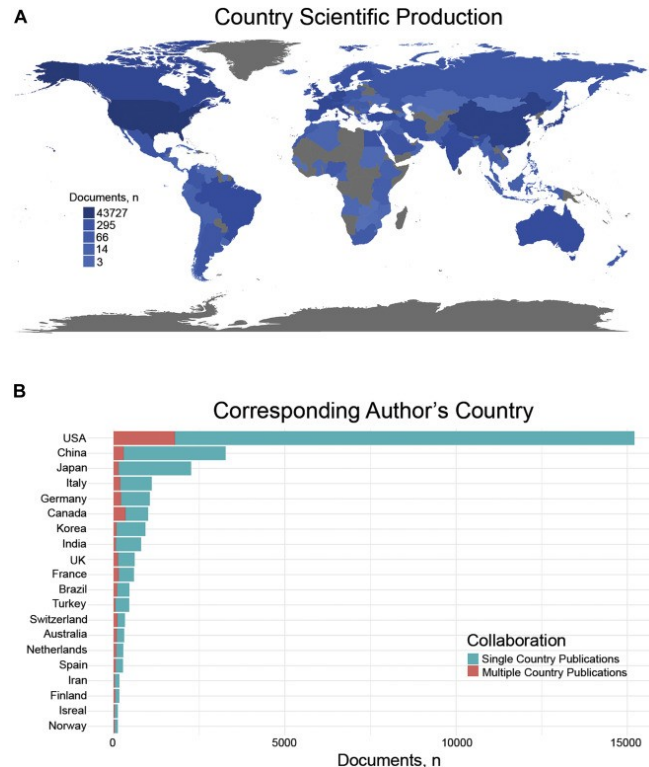 A
Country Scientific Production
Documents, n
43727
295
66
14
3
B
Corresponding Author's Country
USA
China
Japan
Italy
Germany
Canada
Korea
India
UK
France
Brazil
Turkey
Switzerland
Australia
Netherlands
Spain
Iran
Finland
Isreal
Norway
Collaboration
Single Country Publications
Multiple Country Publications
0 5000 10000 15000
Documents, n